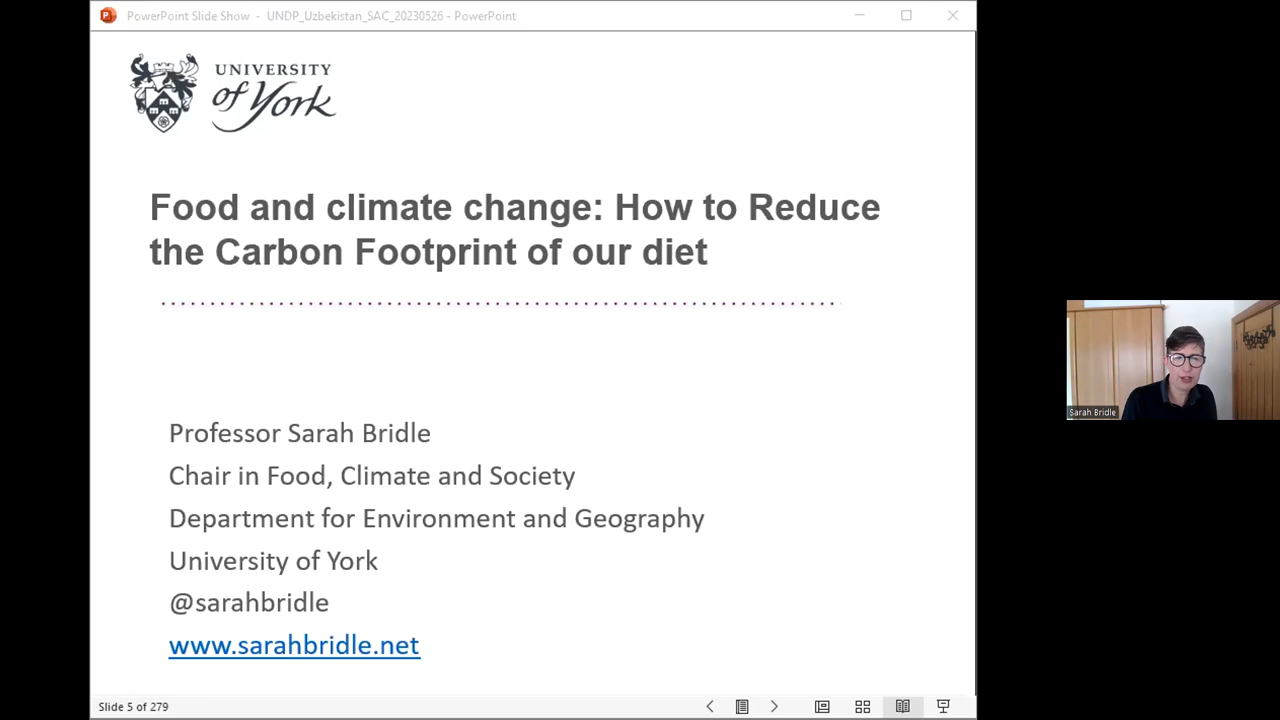 PowerPoint Slide Show - UNDP_Uzbekistan_SAC_20230526 - PowerPoint
UNIVERSITY
of York
Food and climate change: How to Reduce
the Carbon Footprint of our diet
Professor Sarah Bridle
Chair in Food, Climate and Society
Department for Environment and Geography
University of York
@sarahbridle
www.sarahbridle.net
Sarah Bridle
Slide 5 of 279